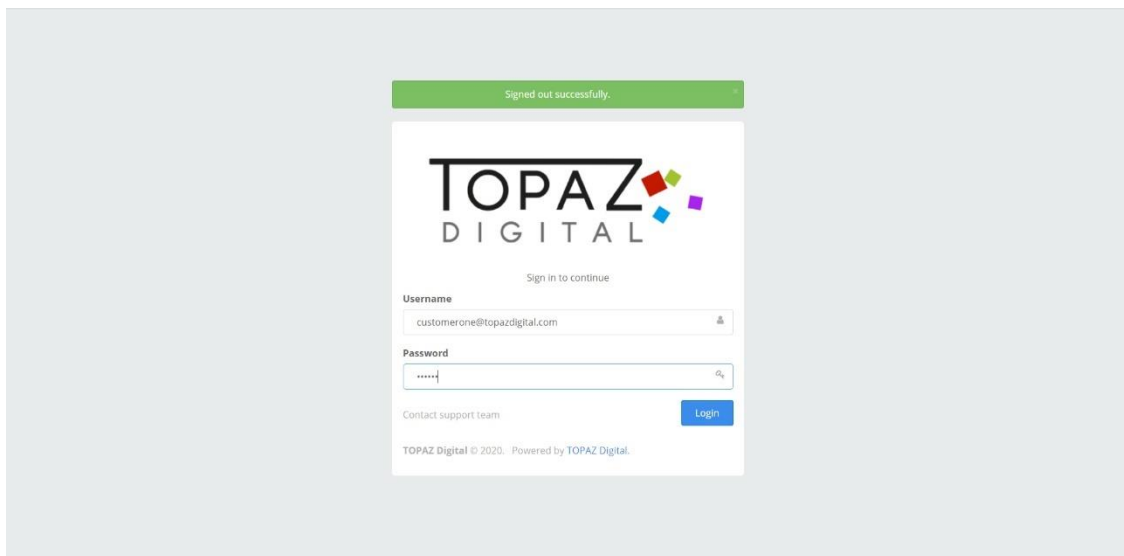 Signed out successfully.
×
TOPAZ
DIGITAL
Sign in to continue
Username
customerone@topazdigital.com
Password
••••••
Contact support team
Login
TOPAZ Digital © 2020. Powered by TOPAZ Digital.